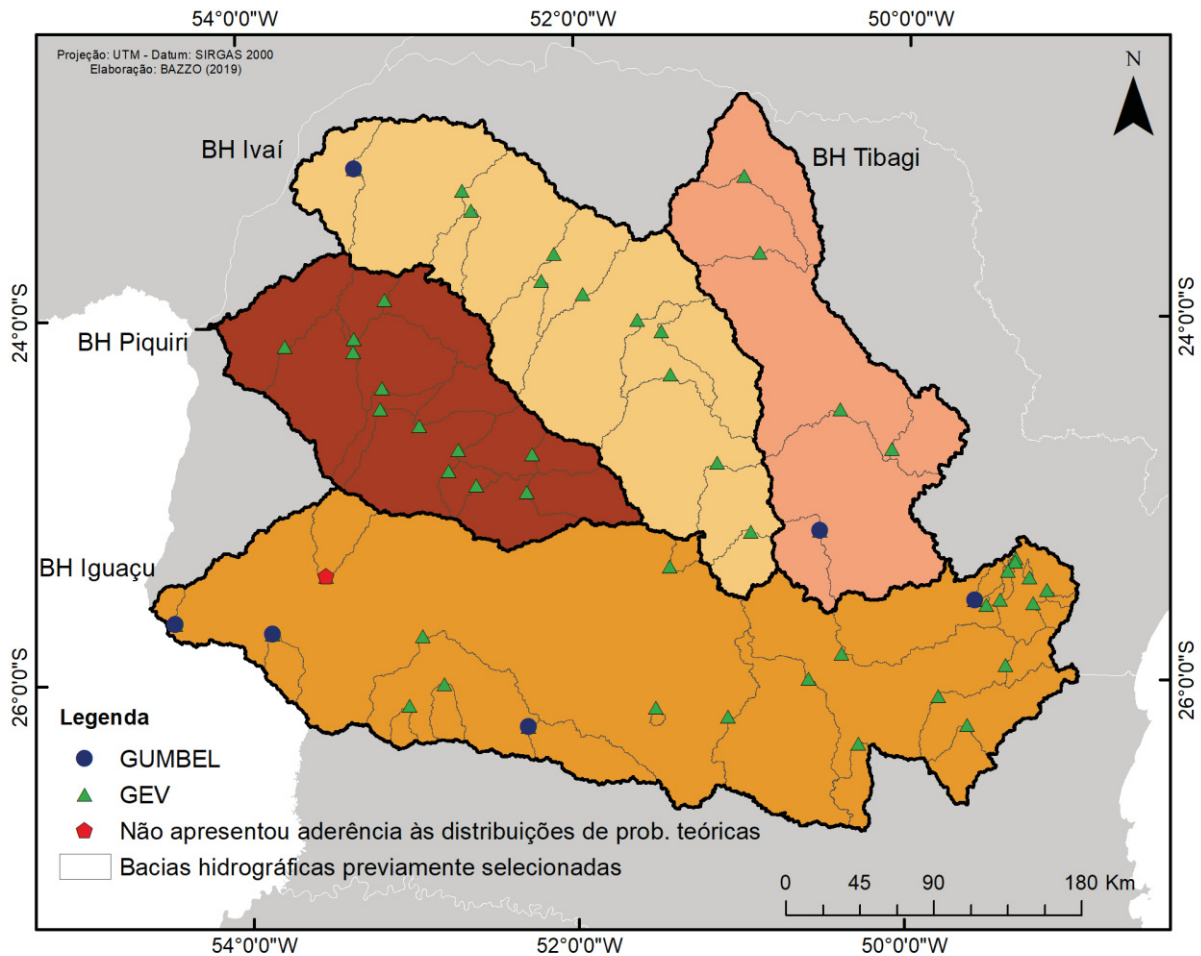 54°0'0"W 52°0'0"W 50°0'0"W
Projeção: UTM - Datum: SIRGAS 2000
Elaboração: BAZZO (2019)
N
BH Ivaí
BH Tibagi
24°0'0"S
24°0'0"S
BH Piquiri
BH Iguaçu
26°0'0"S
26°0'0"S
Legenda
GUMBEL
GEV
Não apresentou aderência às distribuições de prob. teóricas
Bacias hidrográficas previamente selecionadas
0 45 90 180 Km
54°0'0"W 52°0'0"W 50°0'0"W